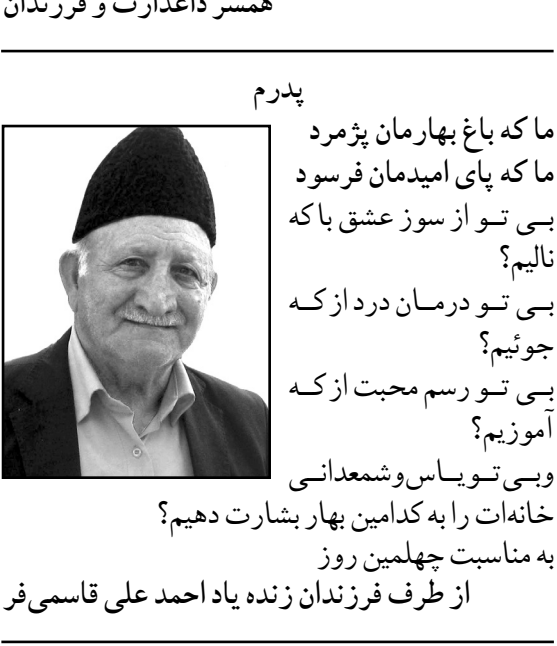 همسر داغدارت و فرزندان
پدرم
ما که باغ بهارمان پژمرد
ما که پای امیدمان فرسود
بی تو از سوز عشق با که
نالیم؟
بی تو درمان درد از که
جوئیم؟
بی تو رسم محبت از که
آموزیم؟
وبی‌تو یاس و شمعدانی
خانه‌ات را به کدامین بهار بشارت دهیم؟
به مناسبت چهلمین روز
از طرف فرزندان زنده یاد احمد علی قاسمی‌فر